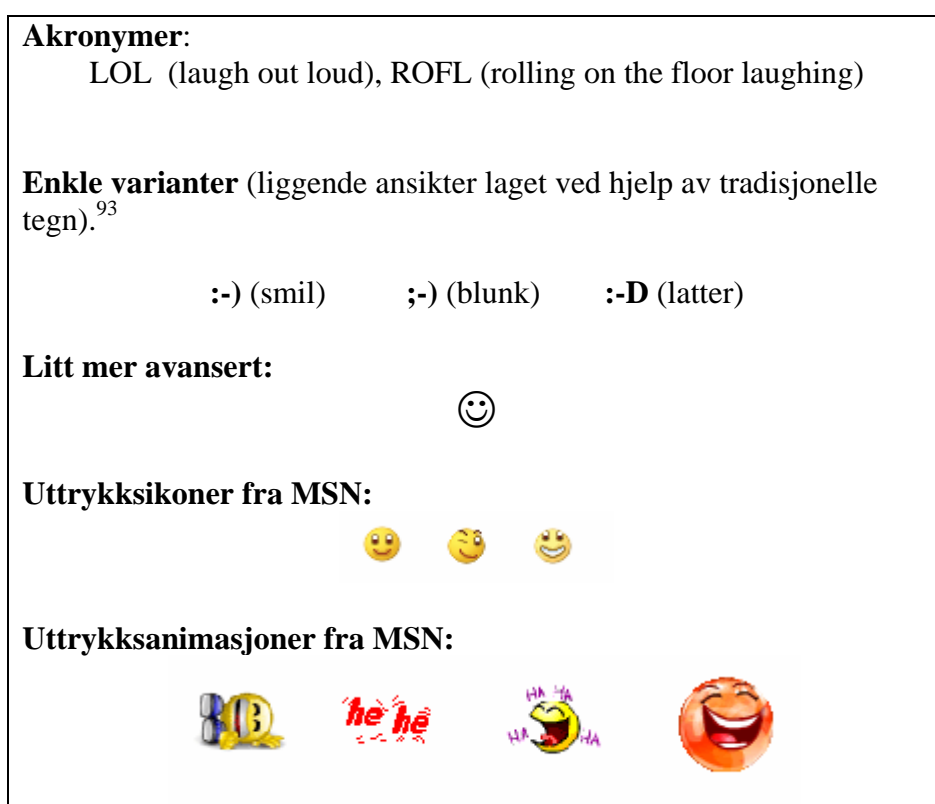 Akronymer:
LOL (laugh out loud), ROFL (rolling on the floor laughing)
Enkle varianter (liggende ansikter laget ved hjelp av tradisjonelle
tegn).93
:-) (smil) ;-) (blunk) :-D (latter)
Litt mer avansert:
☺
Uttrykksikoner fra MSN:
Uttrykksanimasjoner fra MSN:
he he
HA HA
HA HA